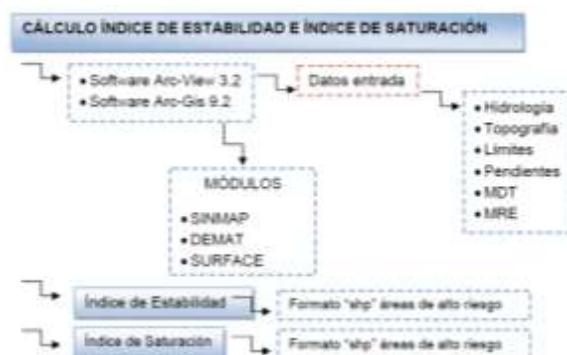 CÁLCULO ÍNDICE DE ESTABILIDAD E ÍNDICE DE SATURACIÓN
• Software Arc-View 3.2
• Software Arc-Gis 9.2
Datos entrada
• Hidrología
• Topografía
• Límites
• Pendientes
• MDT
• MRE
MÓDULOS
• SINMAP
• DEMAT
• SURFACE
Índice de Estabilidad
Formato "shp" áreas de alto riesgo
Índice de Saturación
Formato "shp" áreas de alto riesgo